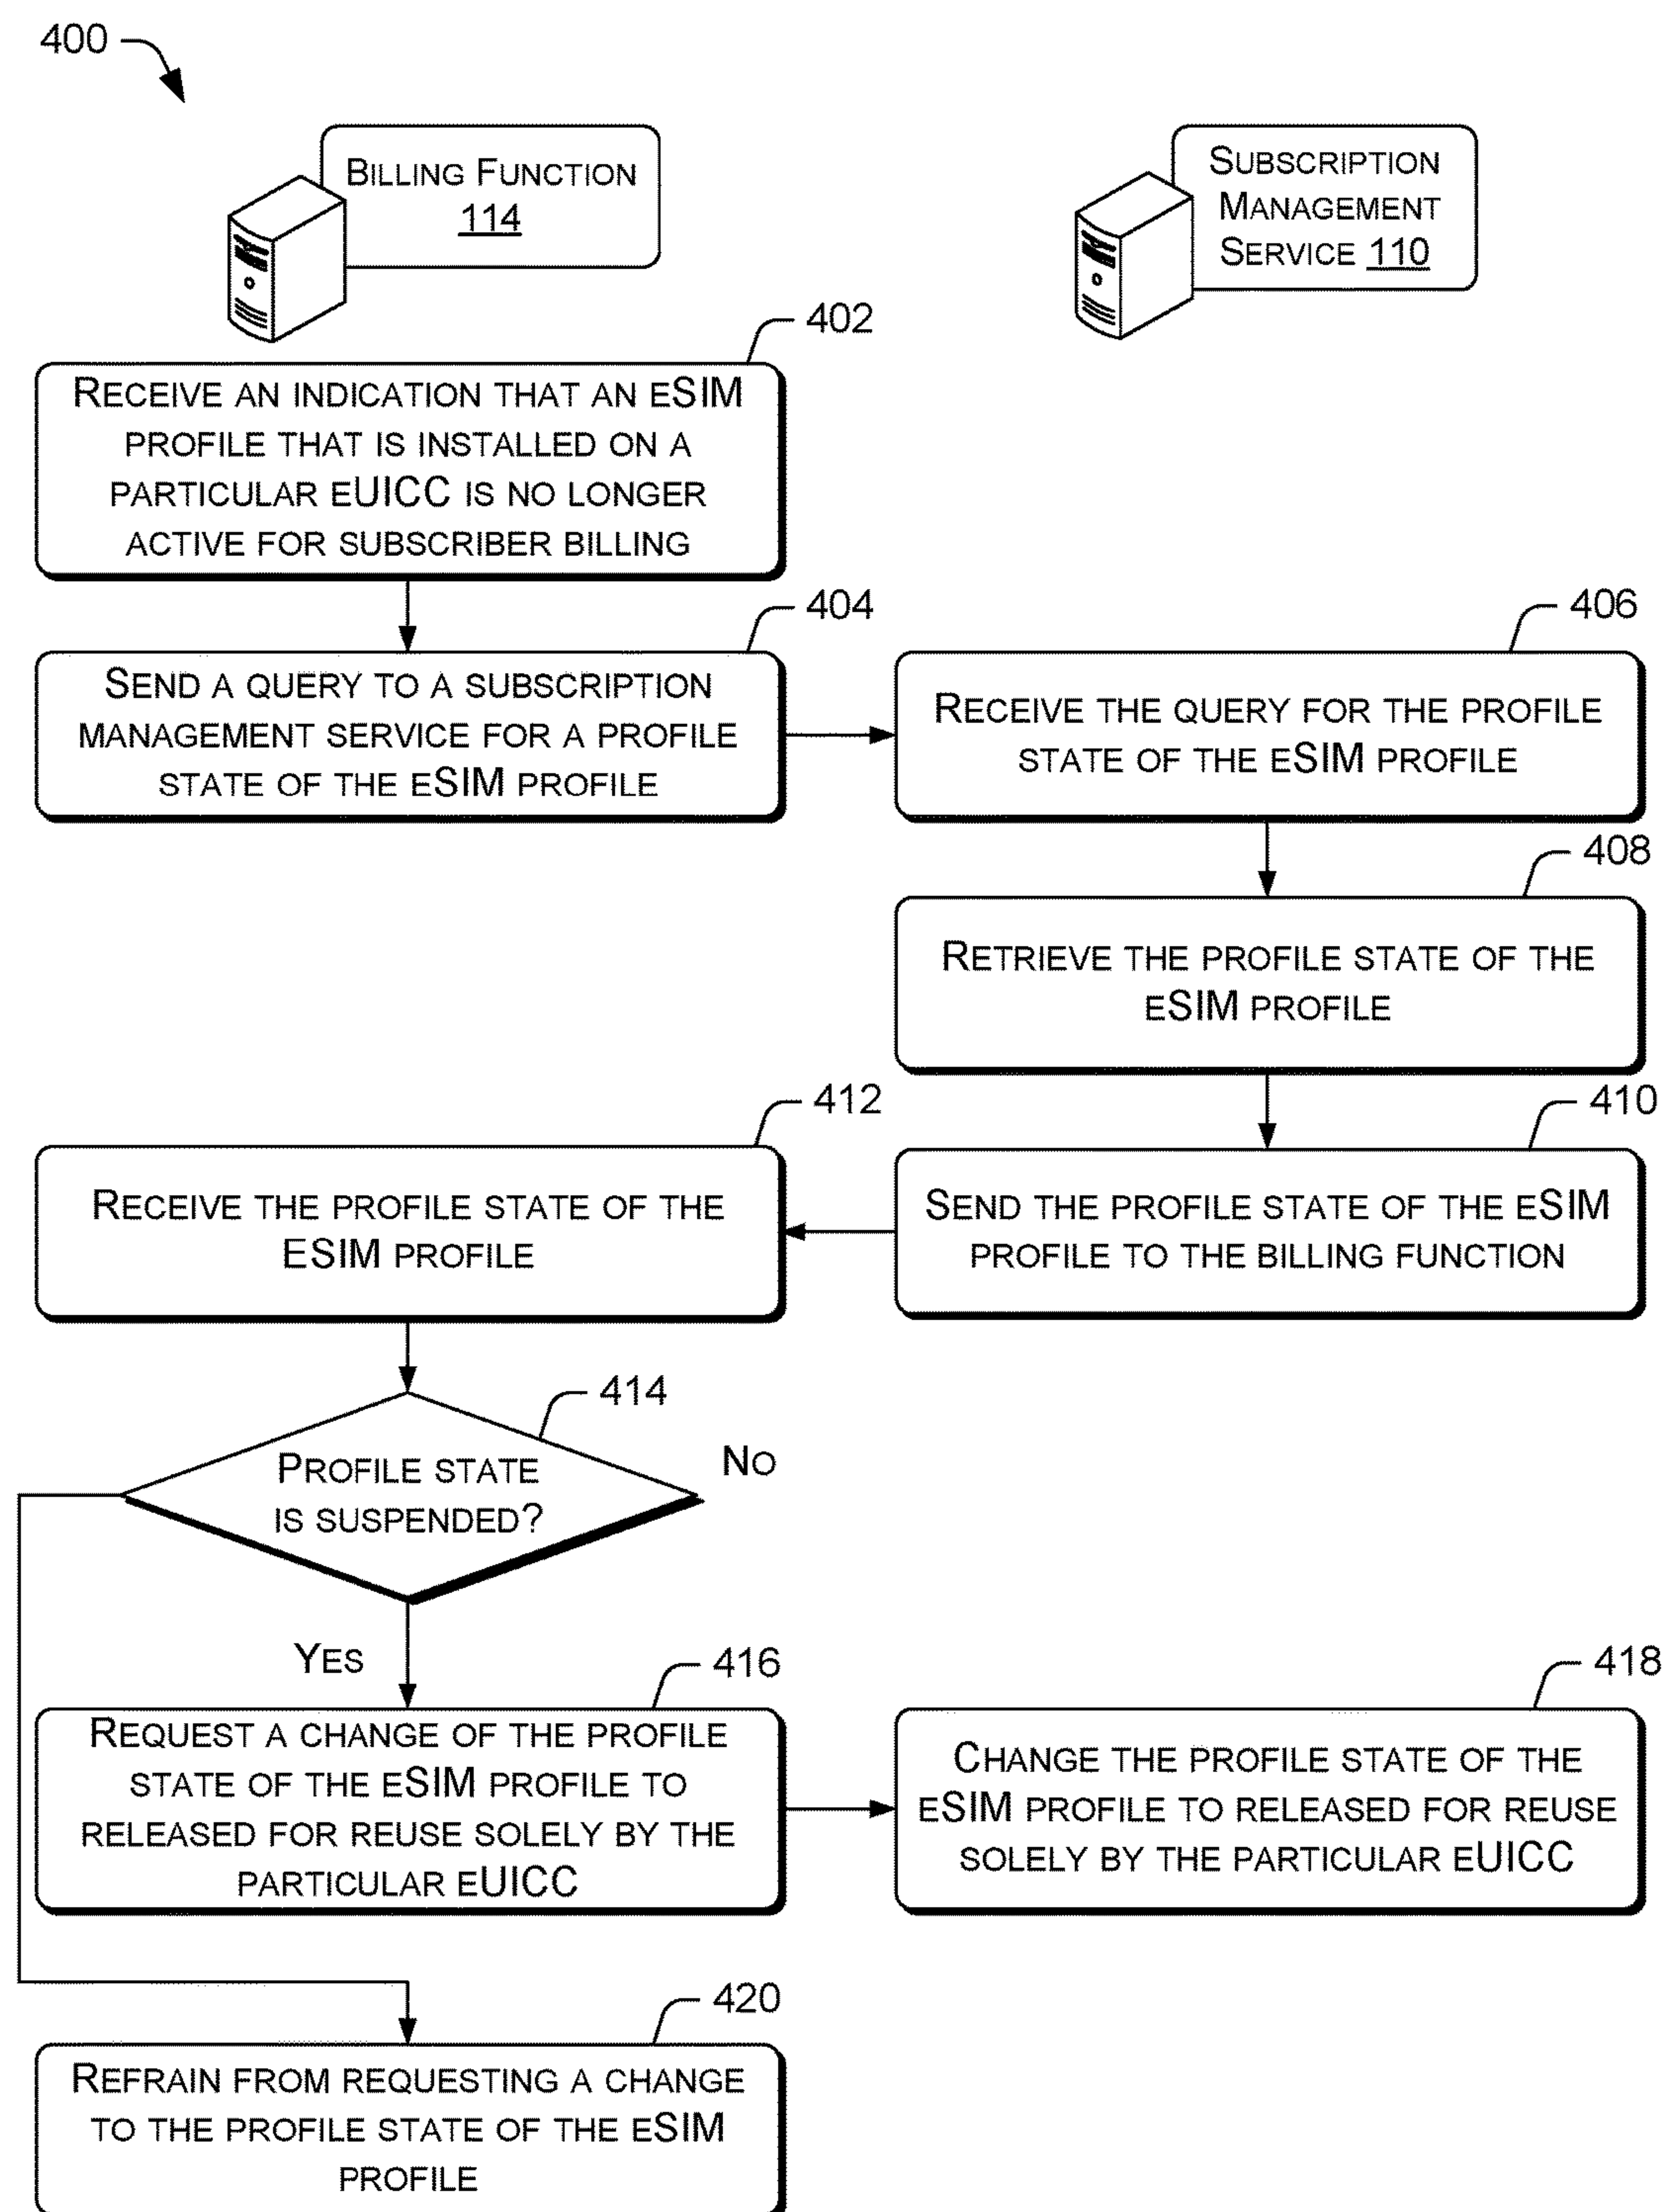 400
BILLING FUNCTION
114
SUBSCRIPTION
MANAGEMENT
SERVICE 110
402
RECEIVE AN INDICATION THAT AN eSIM
PROFILE THAT IS INSTALLED ON A
PARTICULAR eUICC IS NO LONGER
ACTIVE FOR SUBSCRIBER BILLING
404
SEND A QUERY TO A SUBSCRIPTION
MANAGEMENT SERVICE FOR A PROFILE
STATE OF THE eSIM PROFILE
406
RECEIVE THE QUERY FOR THE PROFILE
STATE OF THE eSIM PROFILE
408
RETRIEVE THE PROFILE STATE OF THE
eSIM PROFILE
410
SEND THE PROFILE STATE OF THE eSIM
PROFILE TO THE BILLING FUNCTION
412
RECEIVE THE PROFILE STATE OF THE
ESIM PROFILE
414
PROFILE STATE
IS SUSPENDED?
NO
YES
416
REQUEST A CHANGE OF THE PROFILE
STATE OF THE eSIM PROFILE TO
RELEASED FOR REUSE SOLELY BY THE
PARTICULAR eUICC
418
CHANGE THE PROFILE STATE OF THE
eSIM PROFILE TO RELEASED FOR REUSE
SOLELY BY THE PARTICULAR eUICC
420
REFRAIN FROM REQUESTING A CHANGE
TO THE PROFILE STATE OF THE eSIM
PROFILE